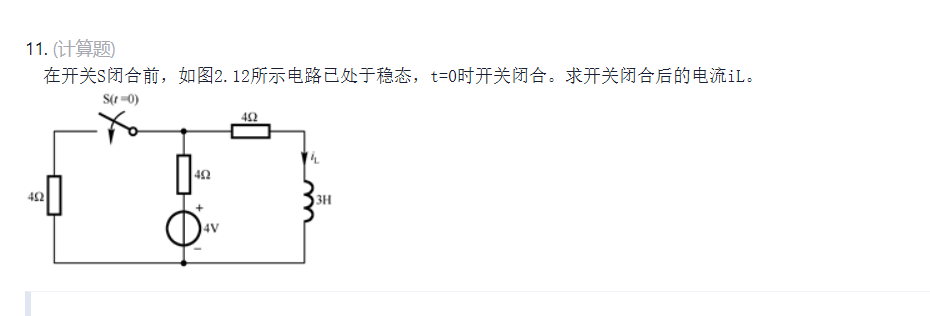 11. (计算题)
在开关S闭合前，如图2.12所示电路已处于稳态，t=0时开关闭合。求开关闭合后的电流iL。
S(t=0)
4Ω
iL
4Ω
4Ω
3H
+
4V
−